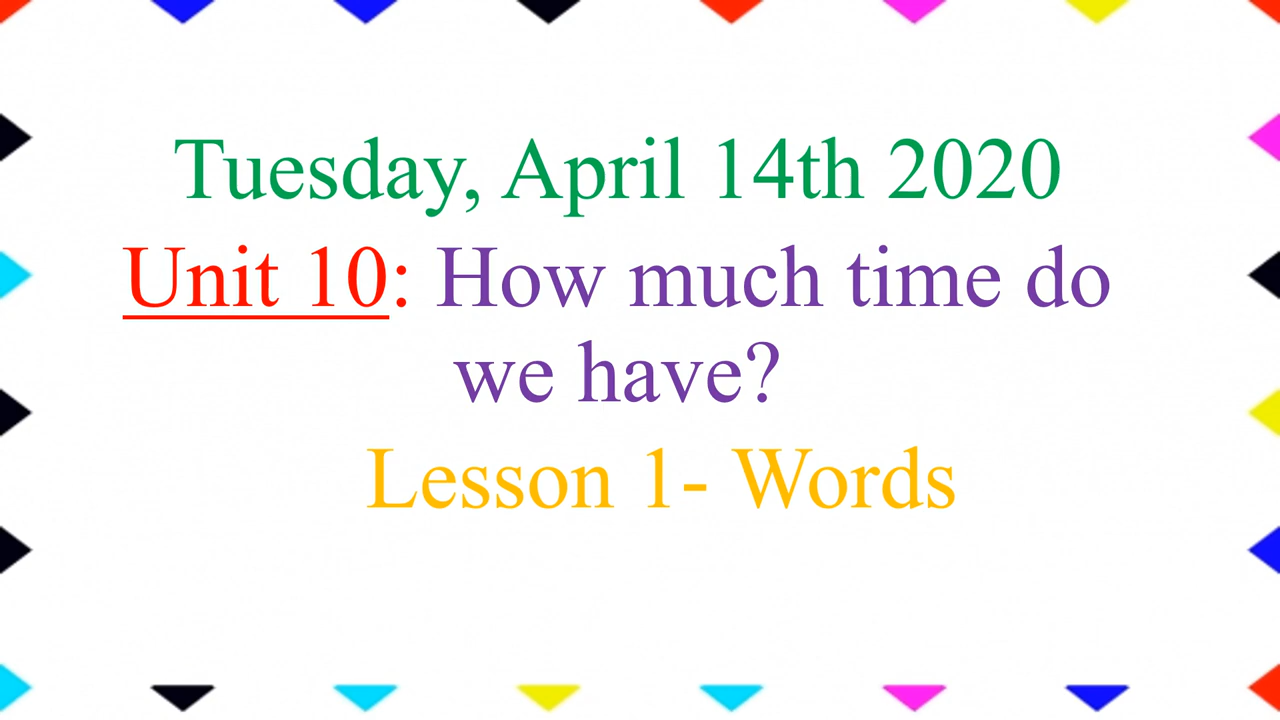 Tuesday, April 14th 2020
Unit 10: How much time do
we have?
Lesson 1- Words